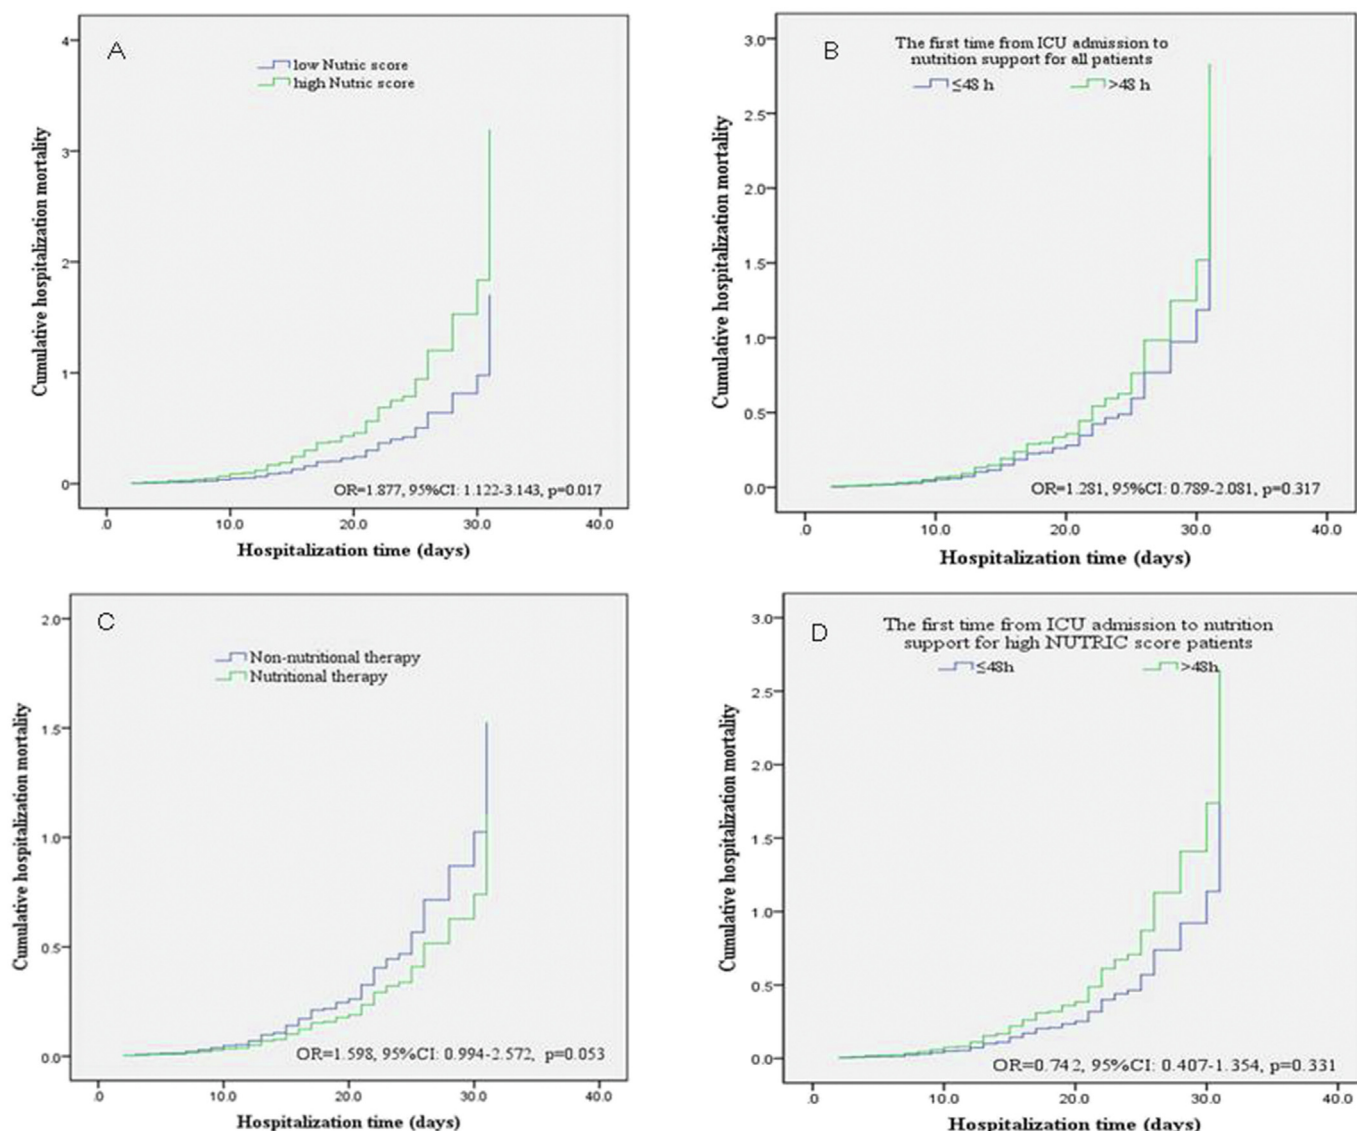 A
low Nutric score
high Nutric score
4
3
2
1
0
Cumulative hospitalization mortality
OR=1.877, 95%CI: 1.122-3.143, p=0.017
.0 10.0 20.0 30.0 40.0
Hospitalization time (days)
B
The first time from ICU admission to
nutrition support for all patients
≤48 h >48 h
3.0
2.5
2.0
1.5
1.0
0.5
0.0
Cumulative hospitalization mortality
OR=1.281, 95%CI: 0.789-2.081, p=0.317
.0 10.0 20.0 30.0 40.0
Hospitalization time (days)
C
Non-nutritional therapy
Nutritional therapy
2.0
1.5
1.0
0.5
0.0
Cumulative hospitalization mortality
OR=1.598, 95%CI: 0.994-2.572, p=0.053
.0 10.0 20.0 30.0 40.0
Hospitalization time (days)
D
The first time from ICU admission to nutrition
support for high NUTRIC score patients
≤48h >48h
3.0
2.5
2.0
1.5
1.0
0.5
0.0
Cumulative hospitalization mortality
OR=0.742, 95%CI: 0.407-1.354, p=0.331
.0 10.0 20.0 30.0 40.0
Hospitalization time (days)